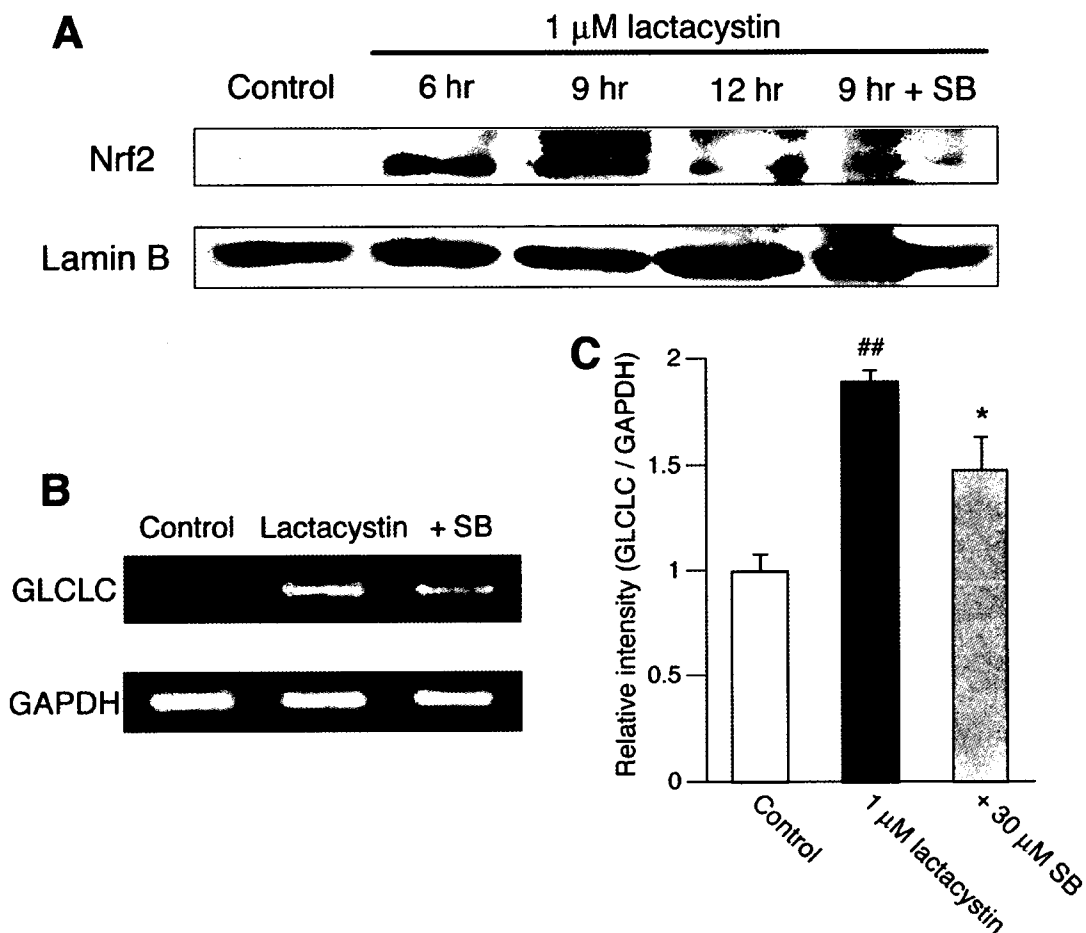 A
1 μM lactacystin
Control 6 hr 9 hr 12 hr 9 hr + SB
Nrf2
Lamin B
B
Control Lactacystin + SB
GLCLC
GAPDH
C
Relative intensity (GLCLC / GAPDH)
2
1.5
1
0.5
0
##
*
Control
1 μM lactacystin
+ 30 μM SB